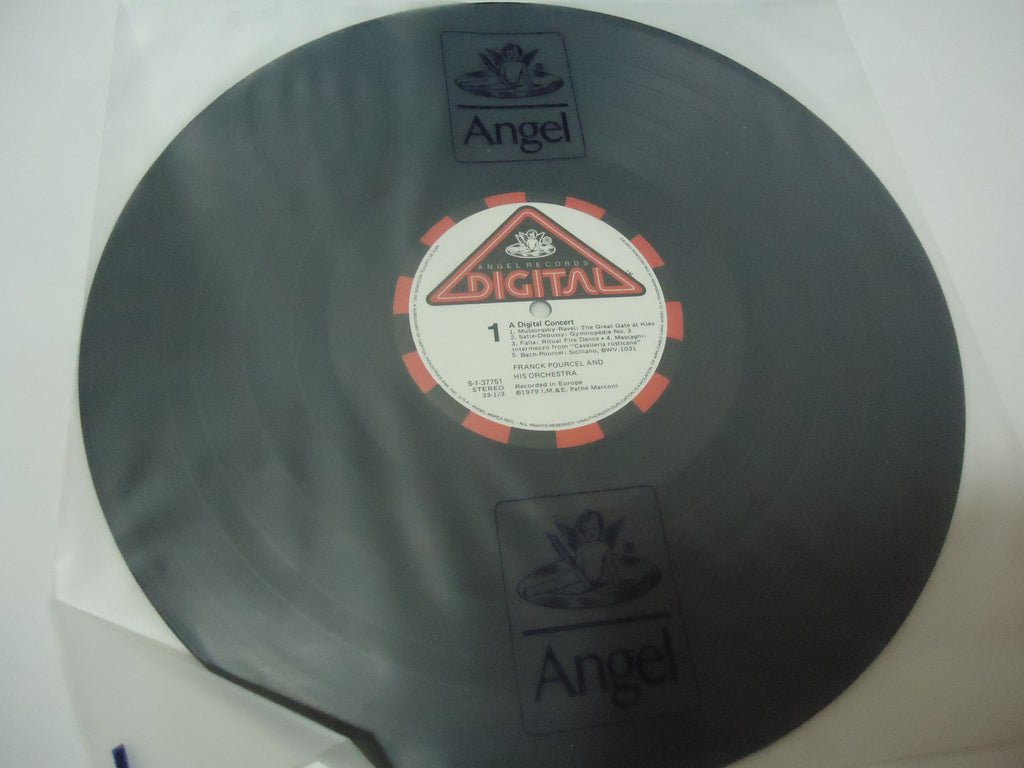 Angel
ANGEL RECORDS
DIGITAL
1
A Digital Concert
1. Mussorgsky-Ravel: The Great Gate at Kiev
2. Satie-Debussy: Gymnopédie No. 3
3. Falla: Ritual Fire Dance • 4. Mascagni:
Intermezzo from "Cavalleria rusticana"
5. Bach-Pourcel: Siciliano, BWV.1031
FRANCK POURCEL AND
HIS ORCHESTRA
S-1-37751
STEREO
33-1/3
Recorded in Europe
℗1979 I.M.&E. Pathé Marconi
Angel